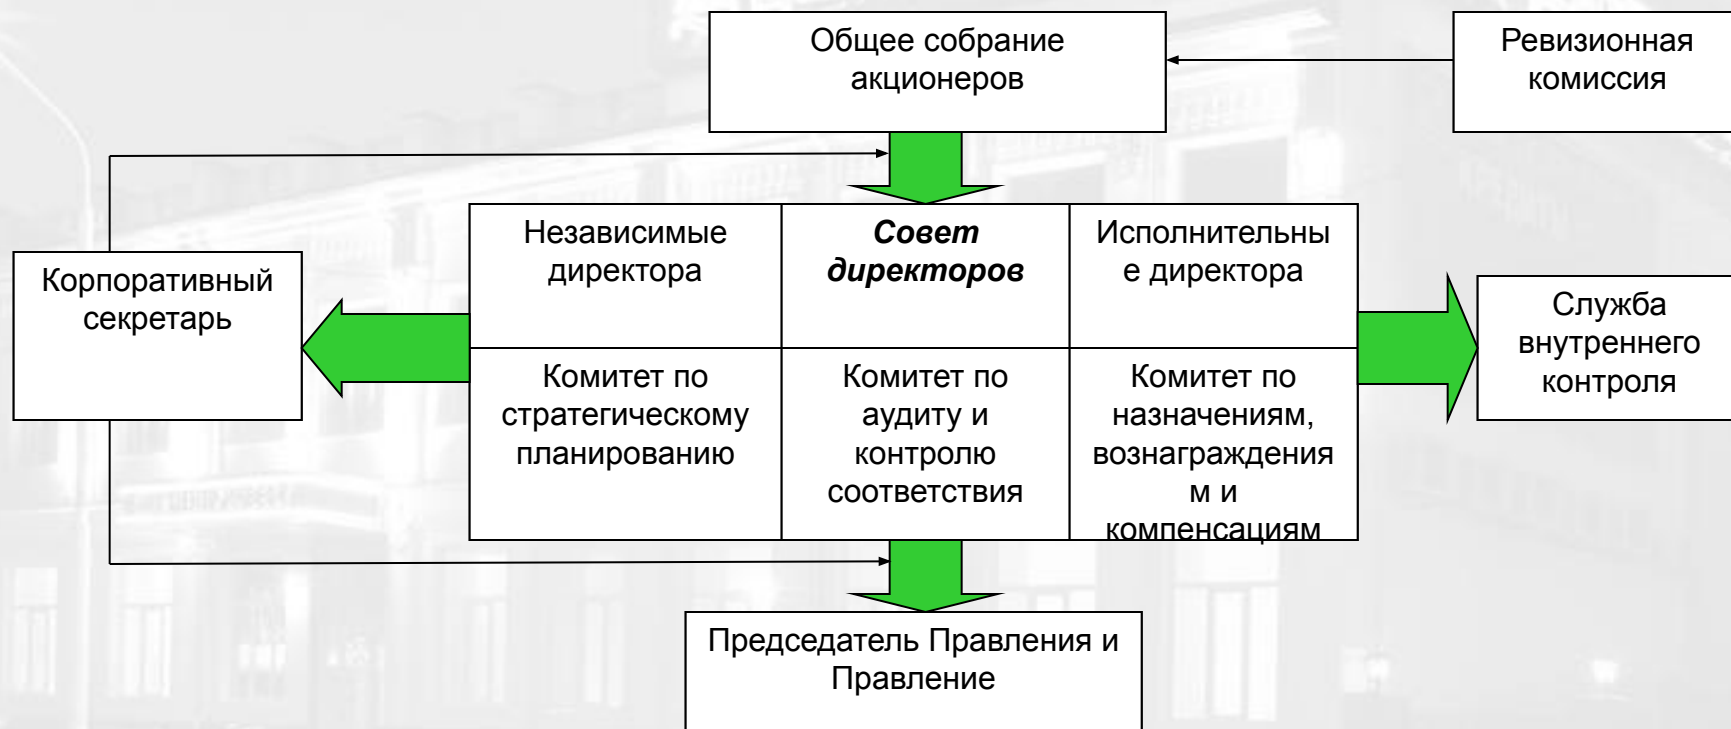 Общее собрание
акционеров
Ревизионная
комиссия
Корпоративный
секретарь
Независимые
директора
Совет
директоров
Исполнительны
е директора
Служба
внутреннего
контроля
Комитет по
стратегическому
планированию
Комитет по
аудиту и
контролю
соответствия
Комитет по
назначениям,
вознаграждения
м и
компенсациям
Председатель Правления и
Правление